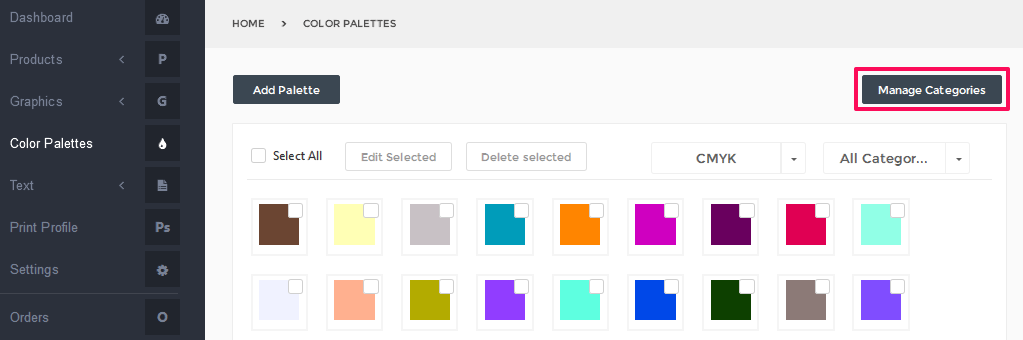 Dashboard
Products
P
Graphics
G
Color Palettes
Text
Print Profile
Ps
Settings
Orders
O
HOME > COLOR PALETTES
Add Palette
Manage Categories
Select All
Edit Selected
Delete selected
CMYK
All Categor...